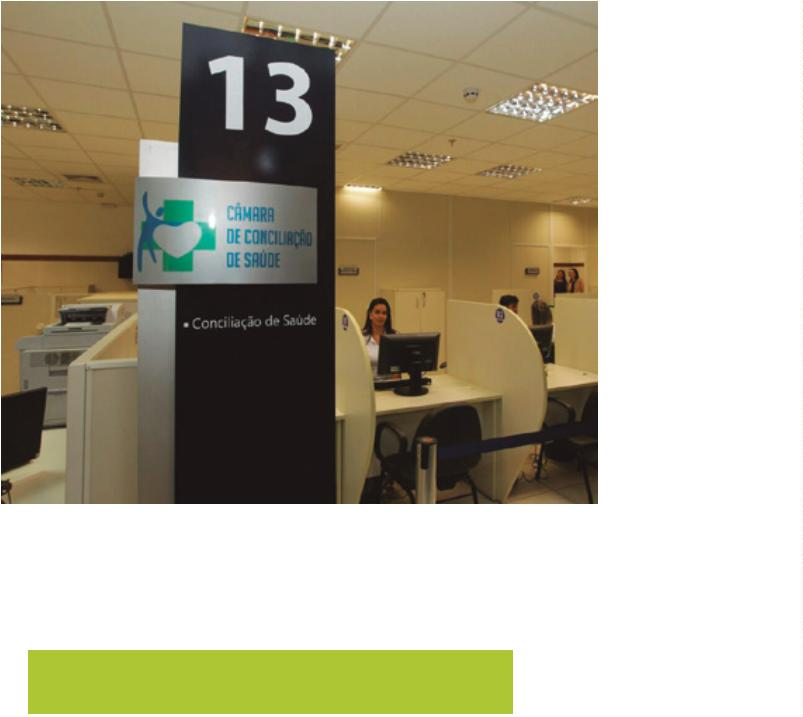 13
CÂMARA
DE CONCILIAÇÃO
DE SAÚDE
• Conciliação de Saúde